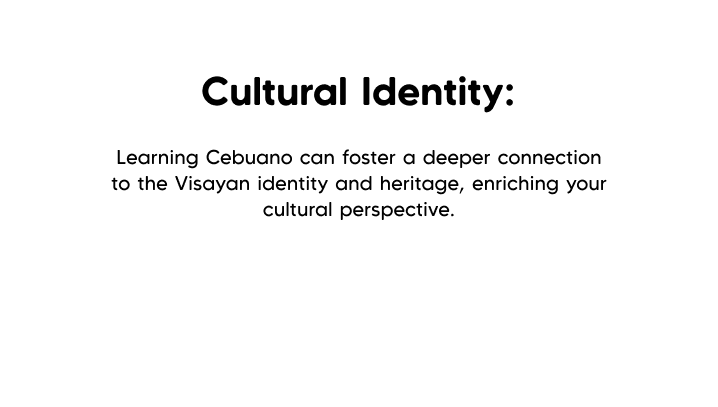 Cultural Identity:
Learning Cebuano can foster a deeper connection
to the Visayan identity and heritage, enriching your
cultural perspective.